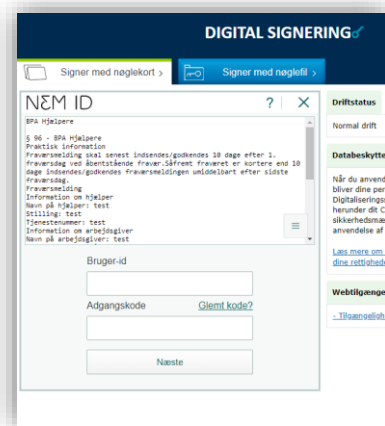 DIGITAL SIGNERING
Signer med nøglekort >
Signer med nøglefil >
NEM ID
? X
BPA Hjælpere
§ 96 - BPA Hjælpere
Praktisk information
Fraværsmelding skal senest indsendes/godkendes 10 dage efter 1.
fraværsdag ved åbentstående fravær.Såfremt fraværet er kortere end 10
dage indsendes/godkendes fraværsmeldingen umiddelbart efter sidste
fraværsdag.
Fraværsmelding
Information om hjælper
Navn på hjælper: test
Stilling: test
Tjenestenummer: test
Information om arbejdsgiver
Navn på arbejdsgiver: test
Bruger-id
Adgangskode Glemt kode?
Næste
Driftstatus
Normal drift
Databeskytte
Når du anvend
bliver dine per
Digitaliserings
herunder dit C
sikkerhedsmæ
anvendelse af
Læs mere om
dine rettighede
Webtilgænge
- Tilgængeligh